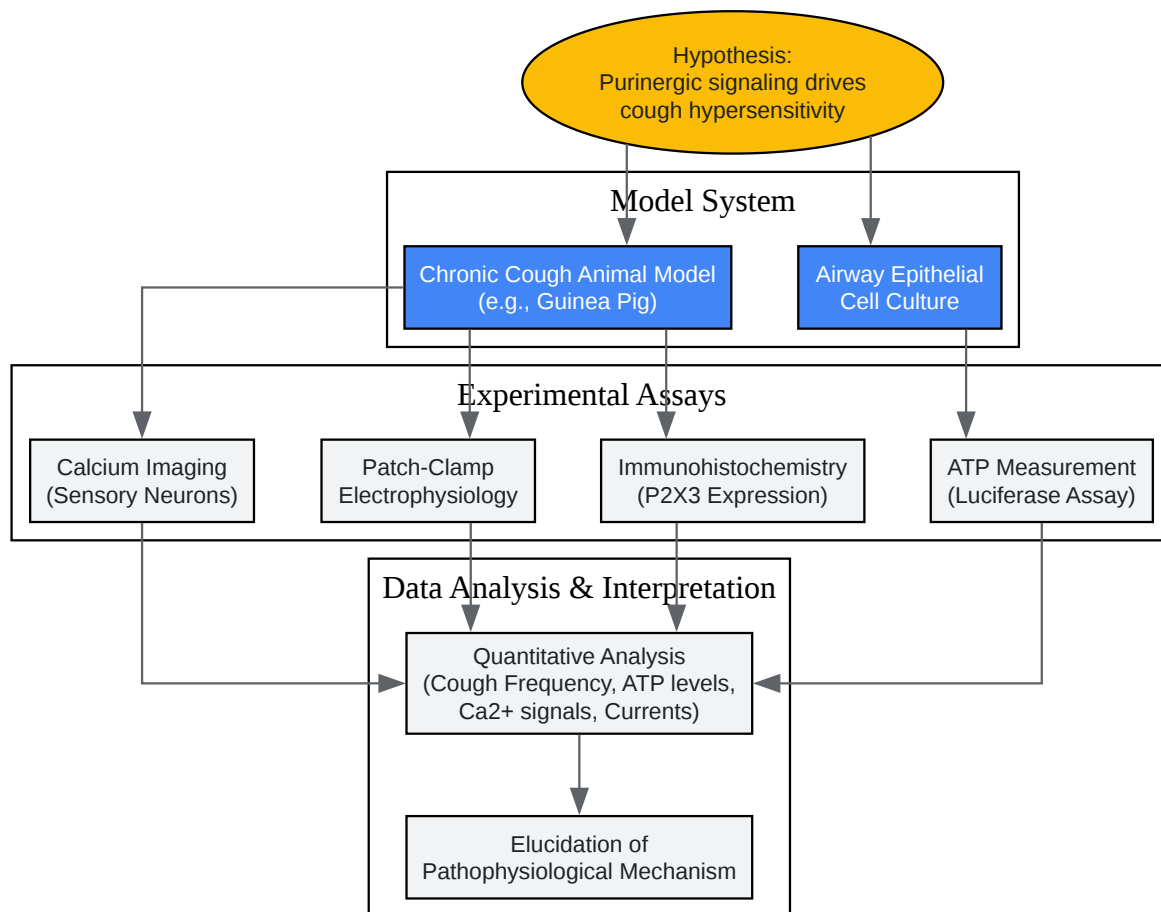 Hypothesis:
Purinergic signaling drives
cough hypersensitivity
Model System
Chronic Cough Animal Model
(e.g., Guinea Pig)
Airway Epithelial
Cell Culture
Experimental Assays
Calcium Imaging
(Sensory Neurons)
Patch-Clamp
Electrophysiology
Immunohistochemistry
(P2X3 Expression)
ATP Measurement
(Luciferase Assay)
Data Analysis & Interpretation
Quantitative Analysis
(Cough Frequency, ATP levels,
Ca2+ signals, Currents)
Elucidation of
Pathophysiological Mechanism